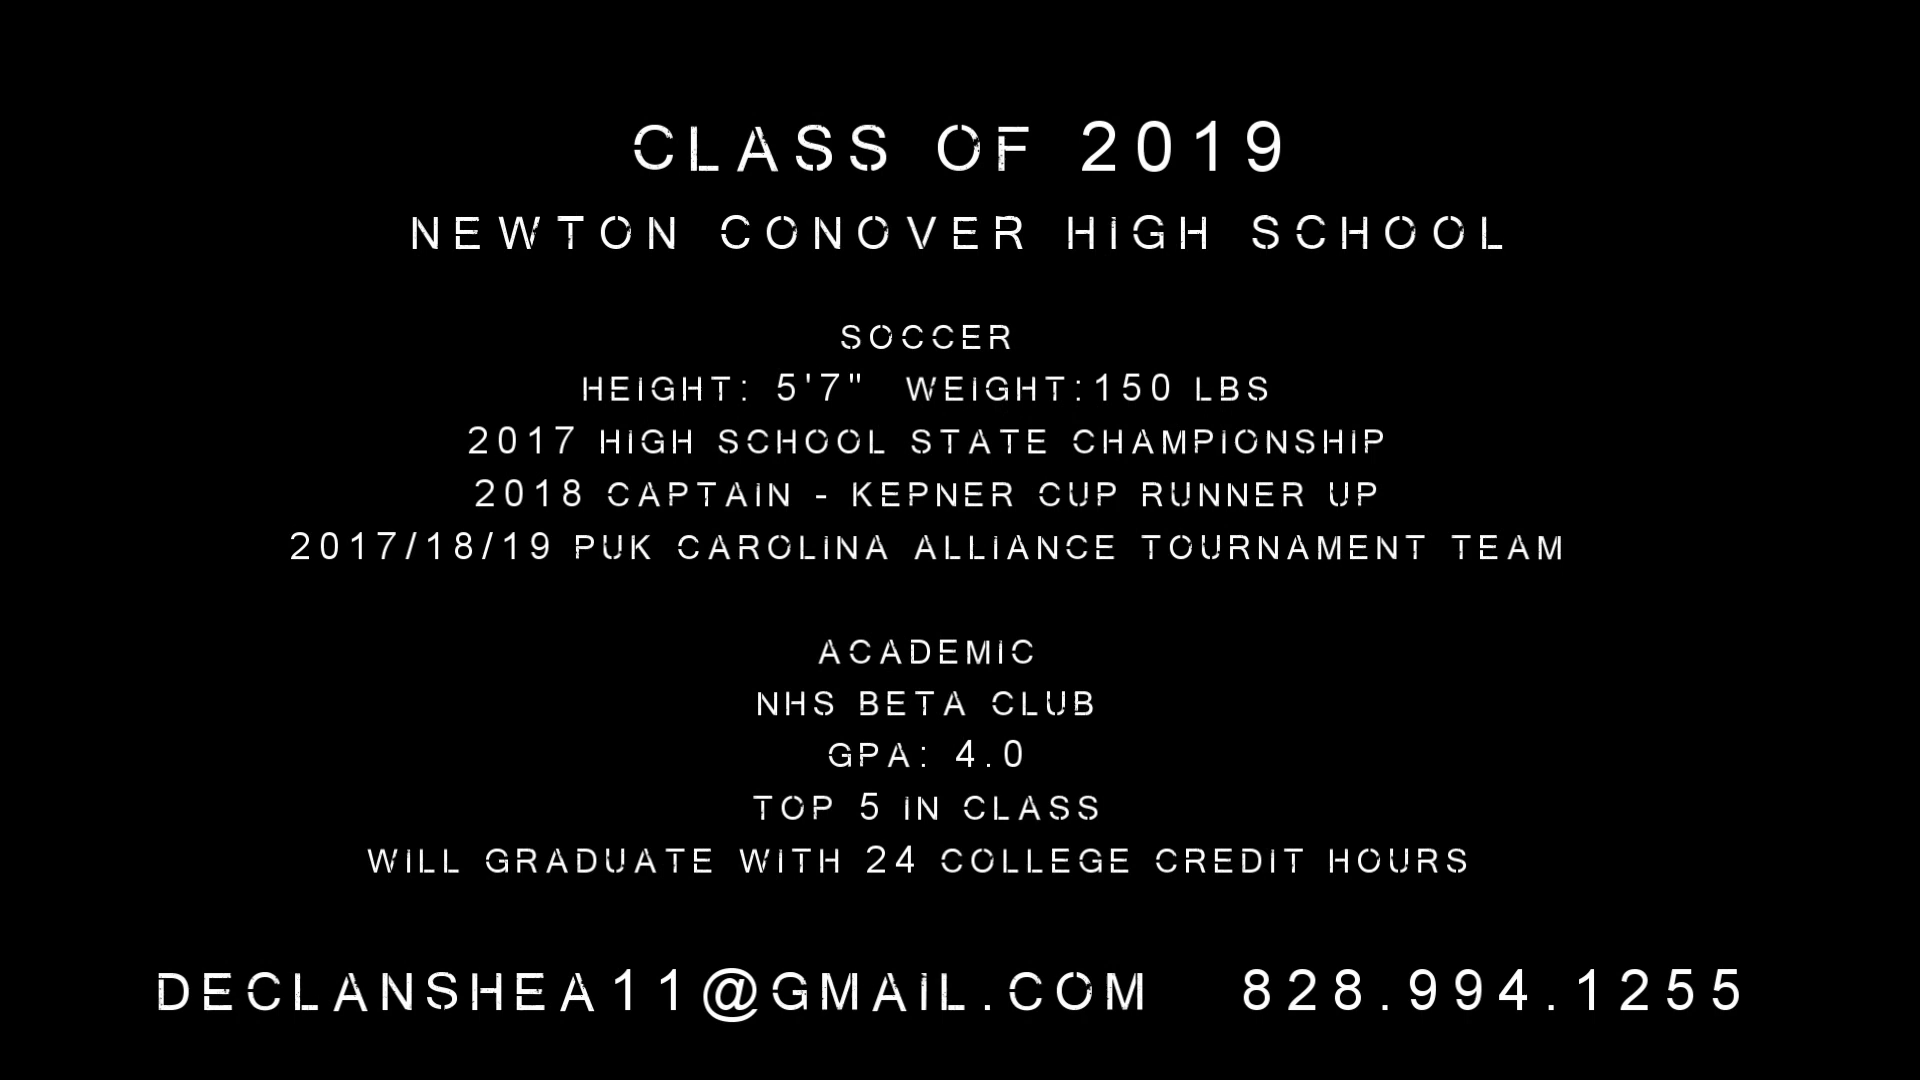 CLASS OF 2019
NEWTON CONOVER HIGH SCHOOL
SOCCER
HEIGHT: 5'7" WEIGHT:150 LBS
2017 HIGH SCHOOL STATE CHAMPIONSHIP
2018 CAPTAIN - KEPNER CUP RUNNER UP
2017/18/19 PUK CAROLINA ALLIANCE TOURNAMENT TEAM
ACADEMIC
NHS BETA CLUB
GPA: 4.0
TOP 5 IN CLASS
WILL GRADUATE WITH 24 COLLEGE CREDIT HOURS
DECLANSHEA11@GMAIL.COM 828.994.1255